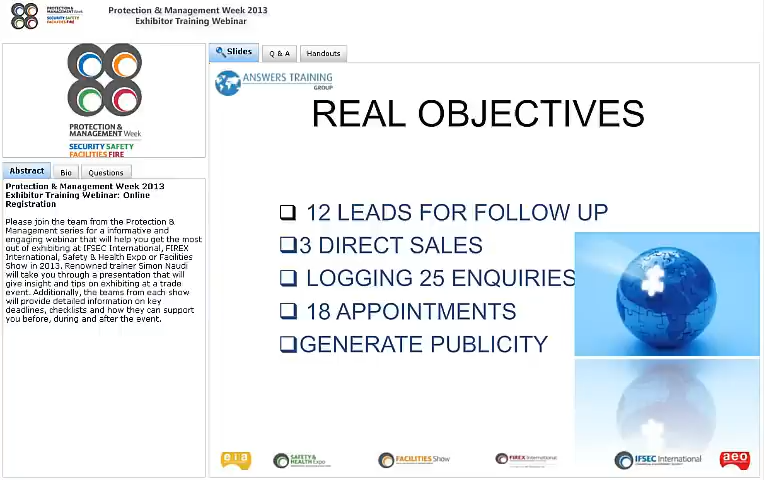 Protection & Management Week 2013
Exhibitor Training Webinar
SECURITY SAFETY
FACILITIES FIRE
Slides
Q & A
Handouts
PROTECTION &
MANAGEMENT Week
SECURITY SAFETY
FACILITIES FIRE
Abstract
Bio
Questions
Protection & Management Week 2013
Exhibitor Training Webinar: Online
Registration
Please join the team from the Protection &
Management series for a informative and
engaging webinar that will help you get the most
out of exhibiting at IFSEC International, FIREX
International, Safety & Health Expo or Facilities
Show in 2013. Renowned trainer Simon Naudi
will take you through a presentation that will
give insight and tips on exhibiting at a trade
event. Additionally, the teams from each show
will provide detailed information on key
deadlines, checklists and how they can support
you before, during and after the event.
ANSWERS TRAINING
GROUP
REAL OBJECTIVES
12 LEADS FOR FOLLOW UP
3 DIRECT SALES
LOGGING 25 ENQUIRIES
18 APPOINTMENTS
GENERATE PUBLICITY
eia
SAFETY &
HEALTH Expo
FACILITIES Show
FIREX International
IFSEC International
aeo